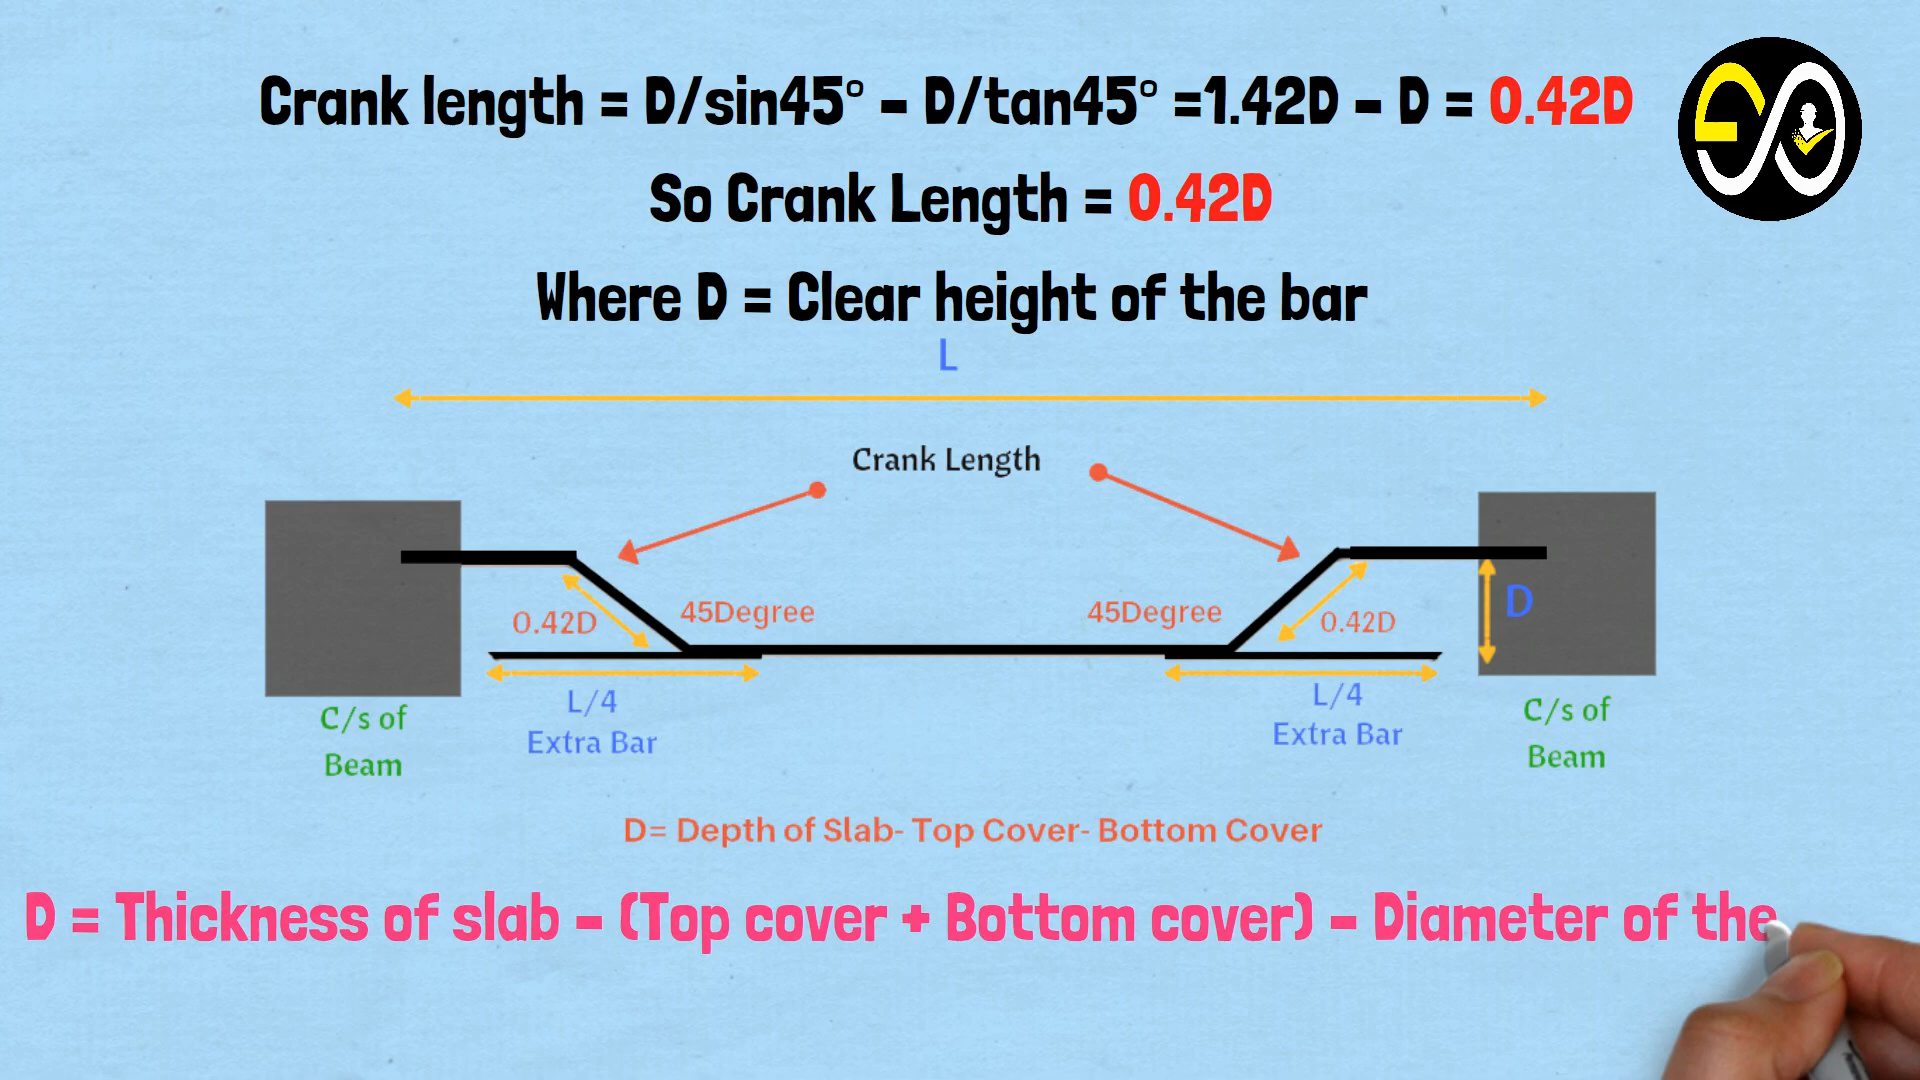 Crank length = D/sin45° - D/tan45° =1.42D - D = 0.42D
So Crank Length = 0.42D
Where D = Clear height of the bar
L
Crank Length
0.42D
45Degree
45Degree
0.42D
D
L/4
Extra Bar
L/4
Extra Bar
C/s of
Beam
C/s of
Beam
D= Depth of Slab- Top Cover- Bottom Cover
D = Thickness of slab - (Top cover + Bottom cover) - Diameter of the